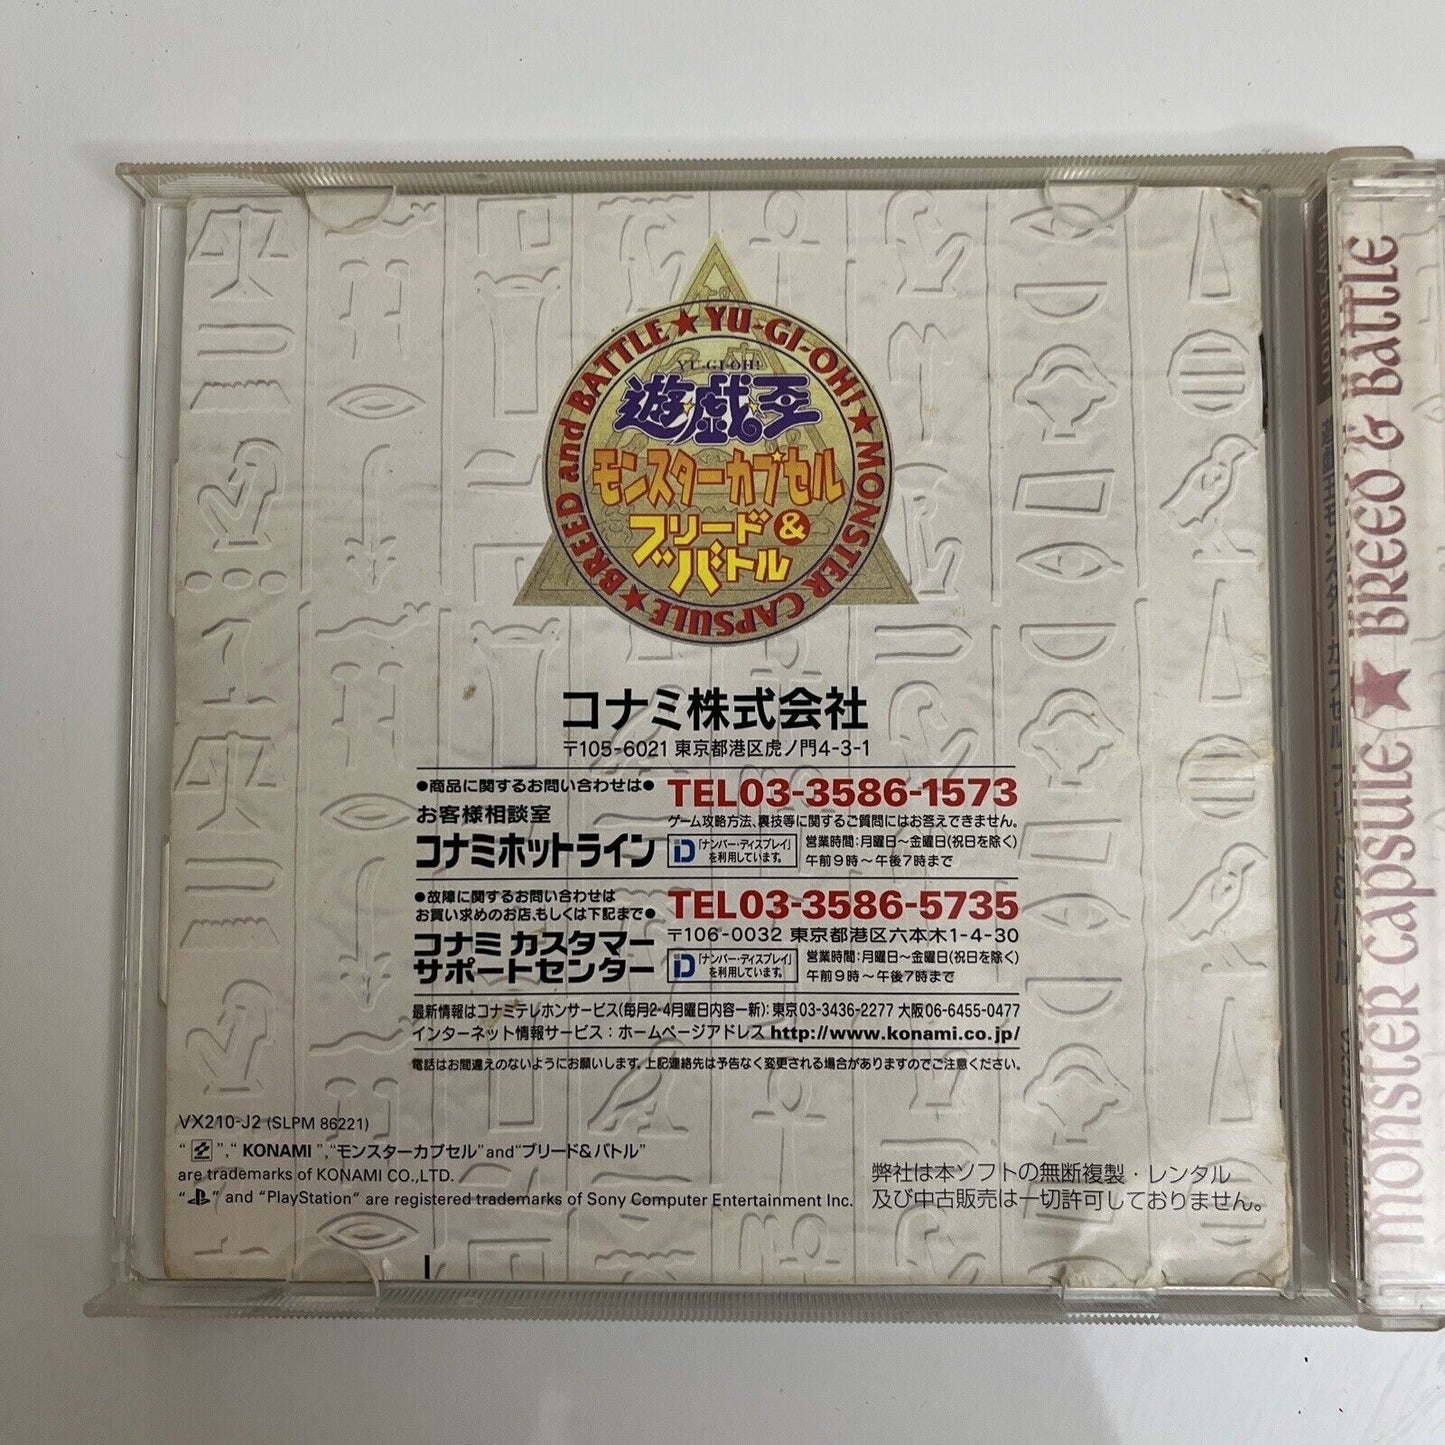 BREED and BATTLE★YU-GI-OH!★MONSTER CAPSULE★
YU-GI-OH!
遊戯王
モンスターカプセル
ブリード&
バトル
コナミ株式会社
〒105-6021 東京都港区虎ノ門4-3-1
●商品に関するお問い合わせは●
お客様相談室
コナミホットライン
TEL03-3586-1573
ゲーム攻略方法、裏技等に関するご質問にはお答えできません。
D 「ナンバー・ディスプレイ」
を利用しています。
営業時間:月曜日〜金曜日(祝日を除く)
午前9時〜午後7時まで
●故障に関するお問い合わせは
お買い求めのお店、もしくは下記まで●
コナミ カスタマー
サポートセンター
TEL03-3586-5735
〒106-0032 東京都港区六本木1-4-30
D 「ナンバー・ディスプレイ」
を利用しています。
営業時間:月曜日〜金曜日(祝日を除く)
午前9時〜午後7時まで
最新情報はコナミテレホンサービス(毎月2・4月曜日内容一新):東京03-3436-2277 大阪06-6455-0477
インターネット情報サービス:ホームページアドレス http://www.konami.co.jp/
電話はお間違えのないようにお願いします。上記連絡先は予告なく変更される場合がありますのでご注意ください。
VX210-J2 (SLPM 86221)
“ ”,“ KONAMI ”,“モンスターカプセル”and“ブリード&バトル”
are trademarks of KONAMI CO.,LTD.
“ ” and “PlayStation” are registered trademarks of Sony Computer Entertainment Inc.
弊社は本ソフトの無断複製・レンタル
及び中古販売は一切許可しておりません。
PlayStation
MONSTER CAPSULE★BREED & BATTLE